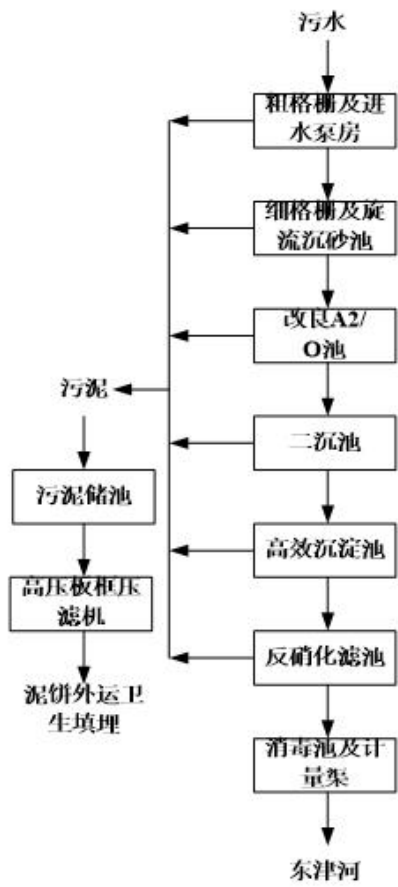 污水
粗格栅及进
水泵房
细格栅及旋
流沉砂池
改良A2/
O池
污泥
二沉池
污泥储池
高效沉淀池
高压板框压
滤机
反硝化滤池
泥饼外运卫
生填理
消毒池及计
量渠
东津河